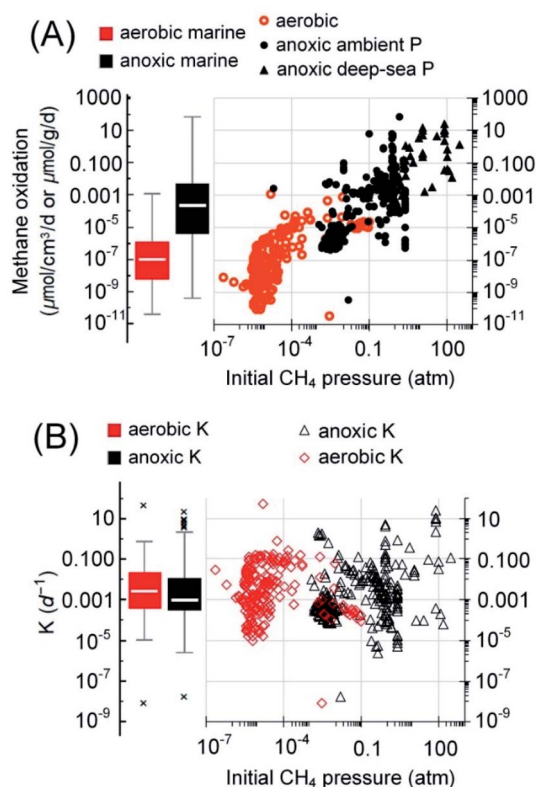 (A)
aerobic marine
anoxic marine
aerobic
anoxic ambient P
anoxic deep-sea P
1000
10
0.100
0.001
10⁻⁵
10⁻⁷
10⁻⁹
10⁻¹¹
Methane oxidation
(μmol/cm³/d or μmol/g/d)
1000
10
0.100
0.001
10⁻⁵
10⁻⁷
10⁻⁹
10⁻¹¹
10⁻⁷ 10⁻⁴ 0.1 100
Initial CH₄ pressure (atm)
(B)
aerobic K
anoxic K
anoxic K
aerobic K
10
0.100
0.001
10⁻⁵
10⁻⁷
10⁻⁹
K (d⁻¹)
10
0.100
0.001
10⁻⁵
10⁻⁷
10⁻⁹
10⁻⁷ 10⁻⁴ 0.1 100
Initial CH₄ pressure (atm)